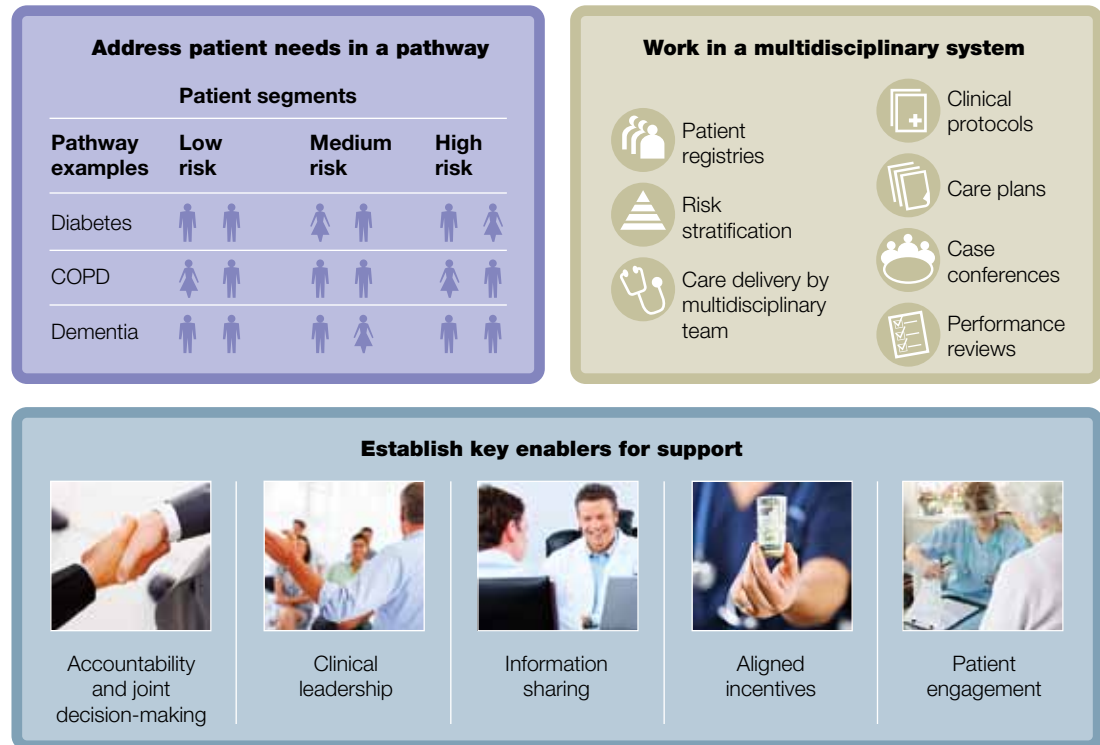 Address patient needs in a pathway
Patient segments
Pathway
examples
Low
risk
Medium
risk
High
risk
Diabetes
COPD
Dementia
Work in a multidisciplinary system
Patient
registries
Risk
stratification
Care delivery by
multidisciplinary
team
Clinical
protocols
Care plans
Case
conferences
Performance
reviews
Establish key enablers for support
Accountability
and joint
decision-making
Clinical
leadership
Information
sharing
Aligned
incentives
Patient
engagement